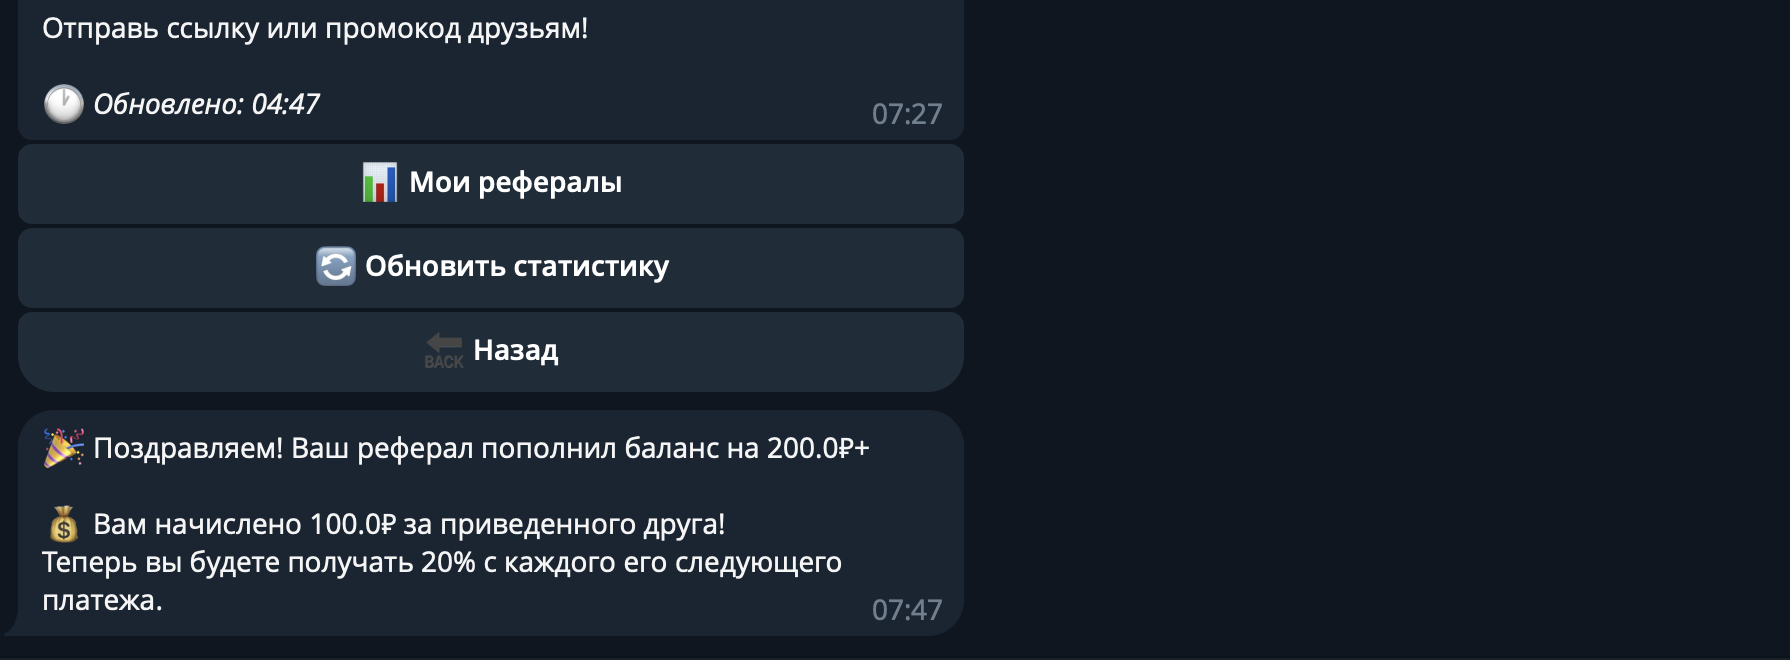 Отправь ссылку или промокод друзьям!
Обновлено: 04:47
07:27
Мои рефералы
Обновить статистику
BACK Назад
Поздравляем! Ваш реферал пополнил баланс на 200.0₽+
Вам начислено 100.0₽ за приведенного друга!
Теперь вы будете получать 20% с каждого его следующего
платежа.
07:47